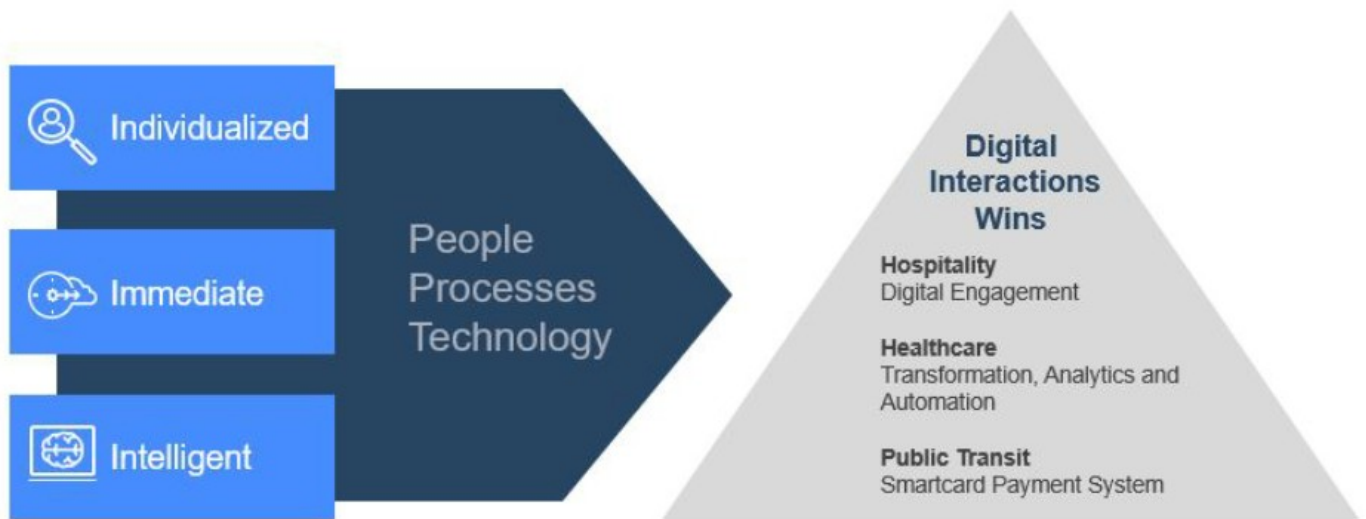 Individualized
Immediate
Intelligent
People
Processes
Technology
Digital
Interactions
Wins
Hospitality
Digital Engagement
Healthcare
Transformation, Analytics and
Automation
Public Transit
Smartcard Payment System